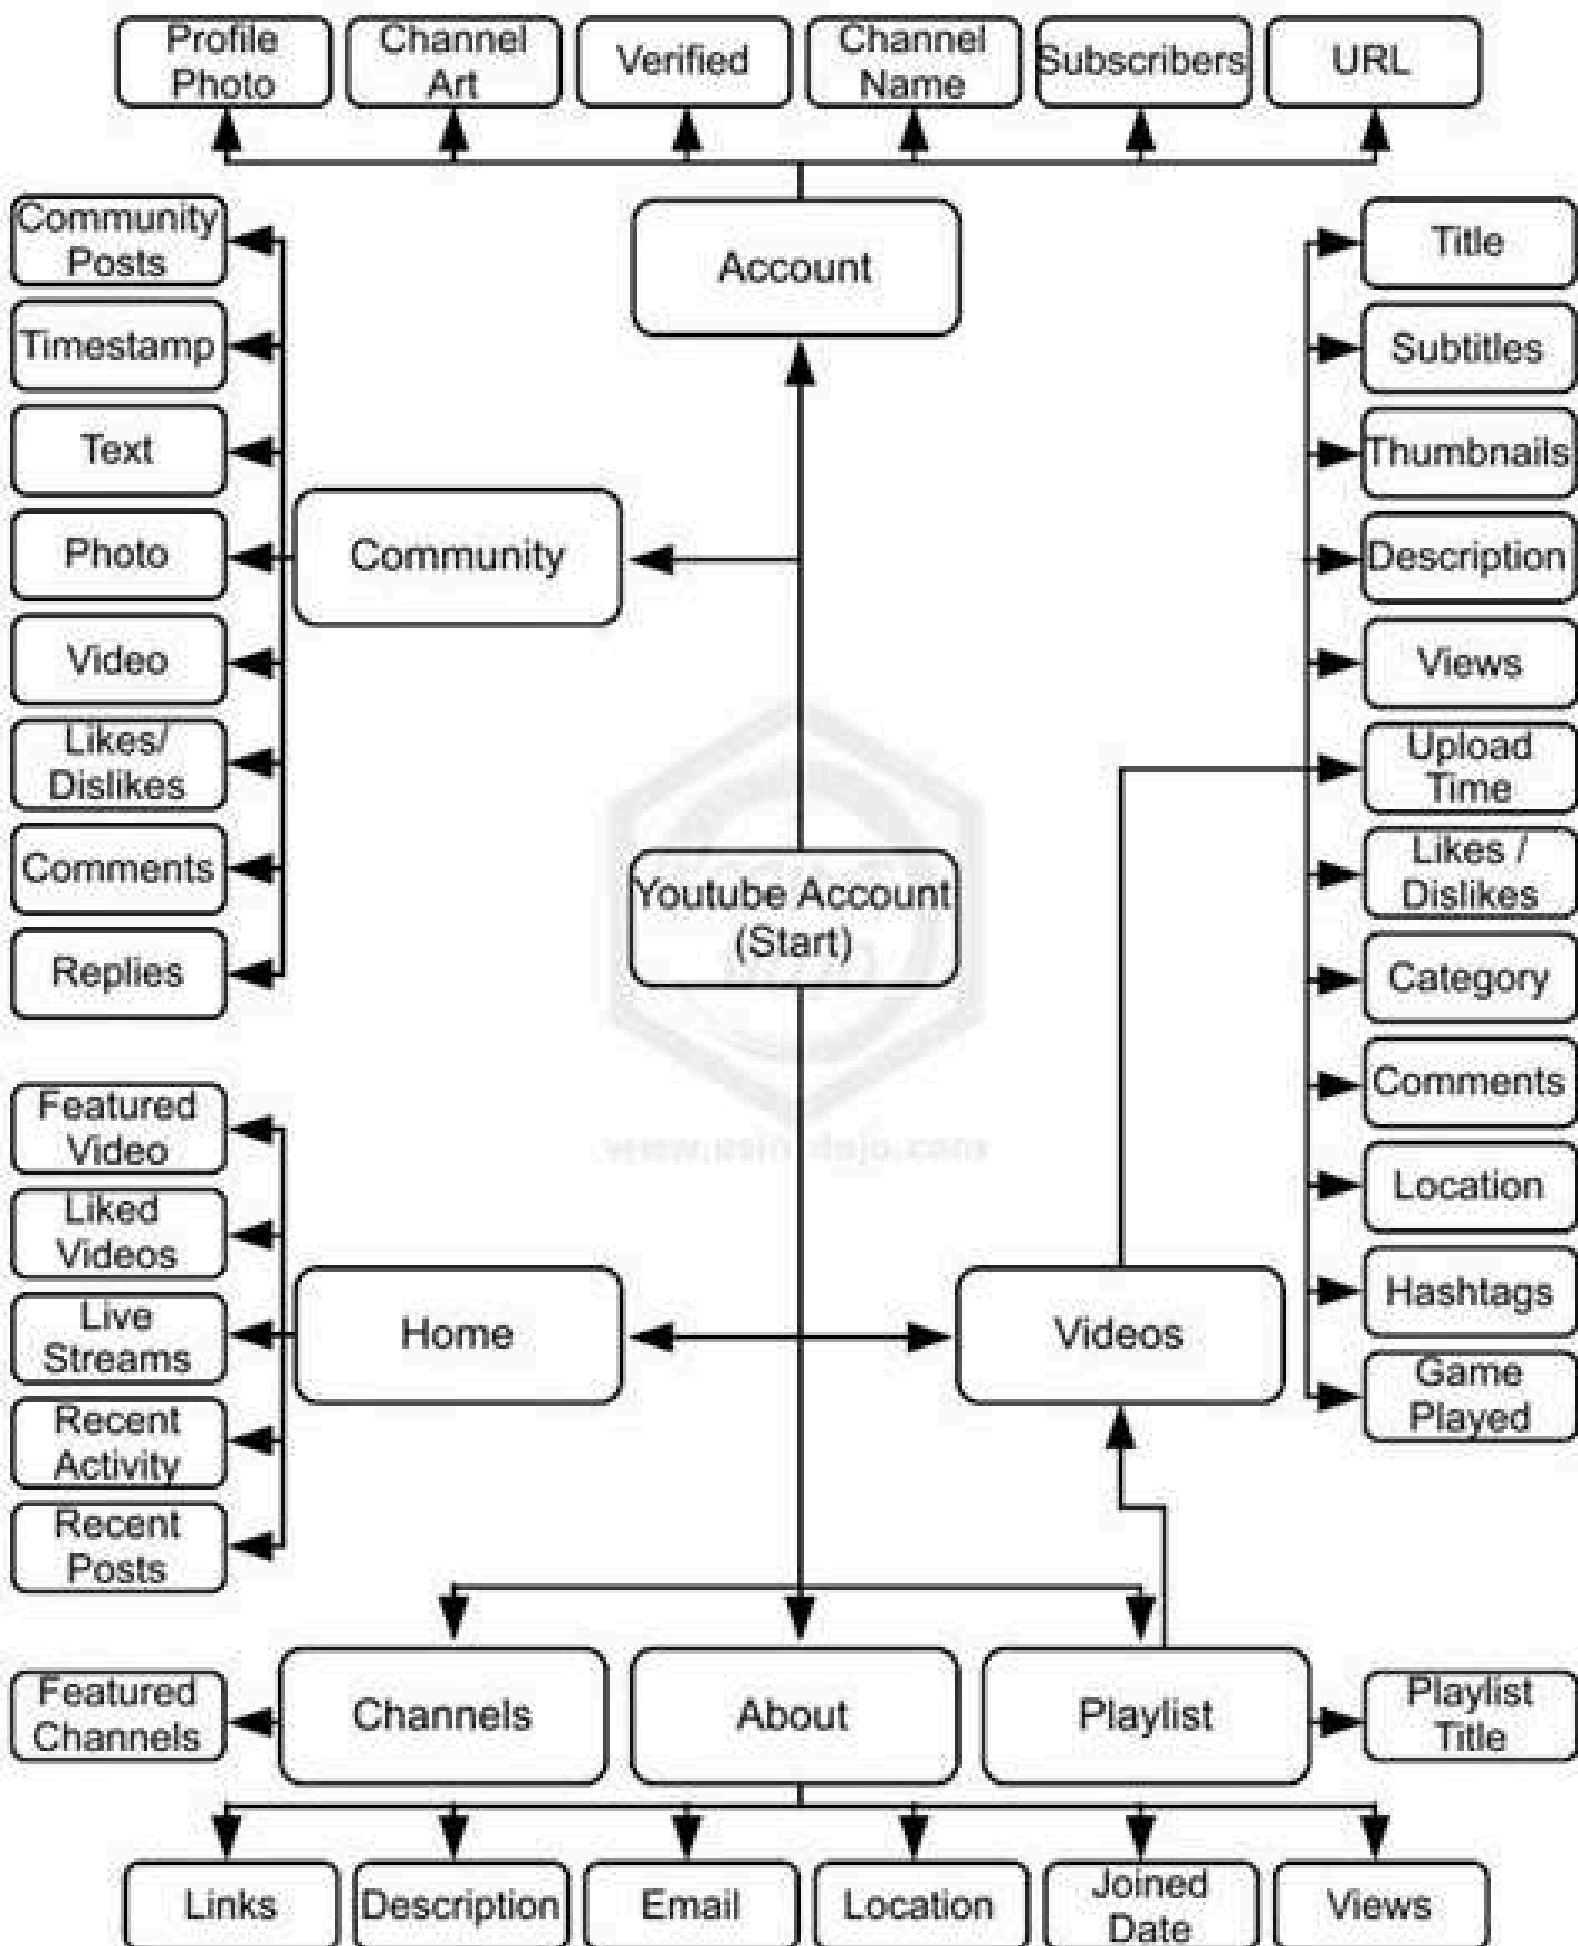 Profile
Photo
Channel
Art
Verified
Channel
Name
Subscribers
URL
Account
Community
Posts
Timestamp
Text
Photo
Video
Likes/
Dislikes
Comments
Replies
Community
Title
Subtitles
Thumbnails
Description
Views
Upload
Time
Likes /
Dislikes
Category
Comments
Location
Hashtags
Game
Played
Youtube Account
(Start)
Featured
Video
Liked
Videos
Live
Streams
Recent
Activity
Recent
Posts
Home
Videos
Featured
Channels
Channels
About
Playlist
Playlist
Title
Links
Description
Email
Location
Joined
Date
Views